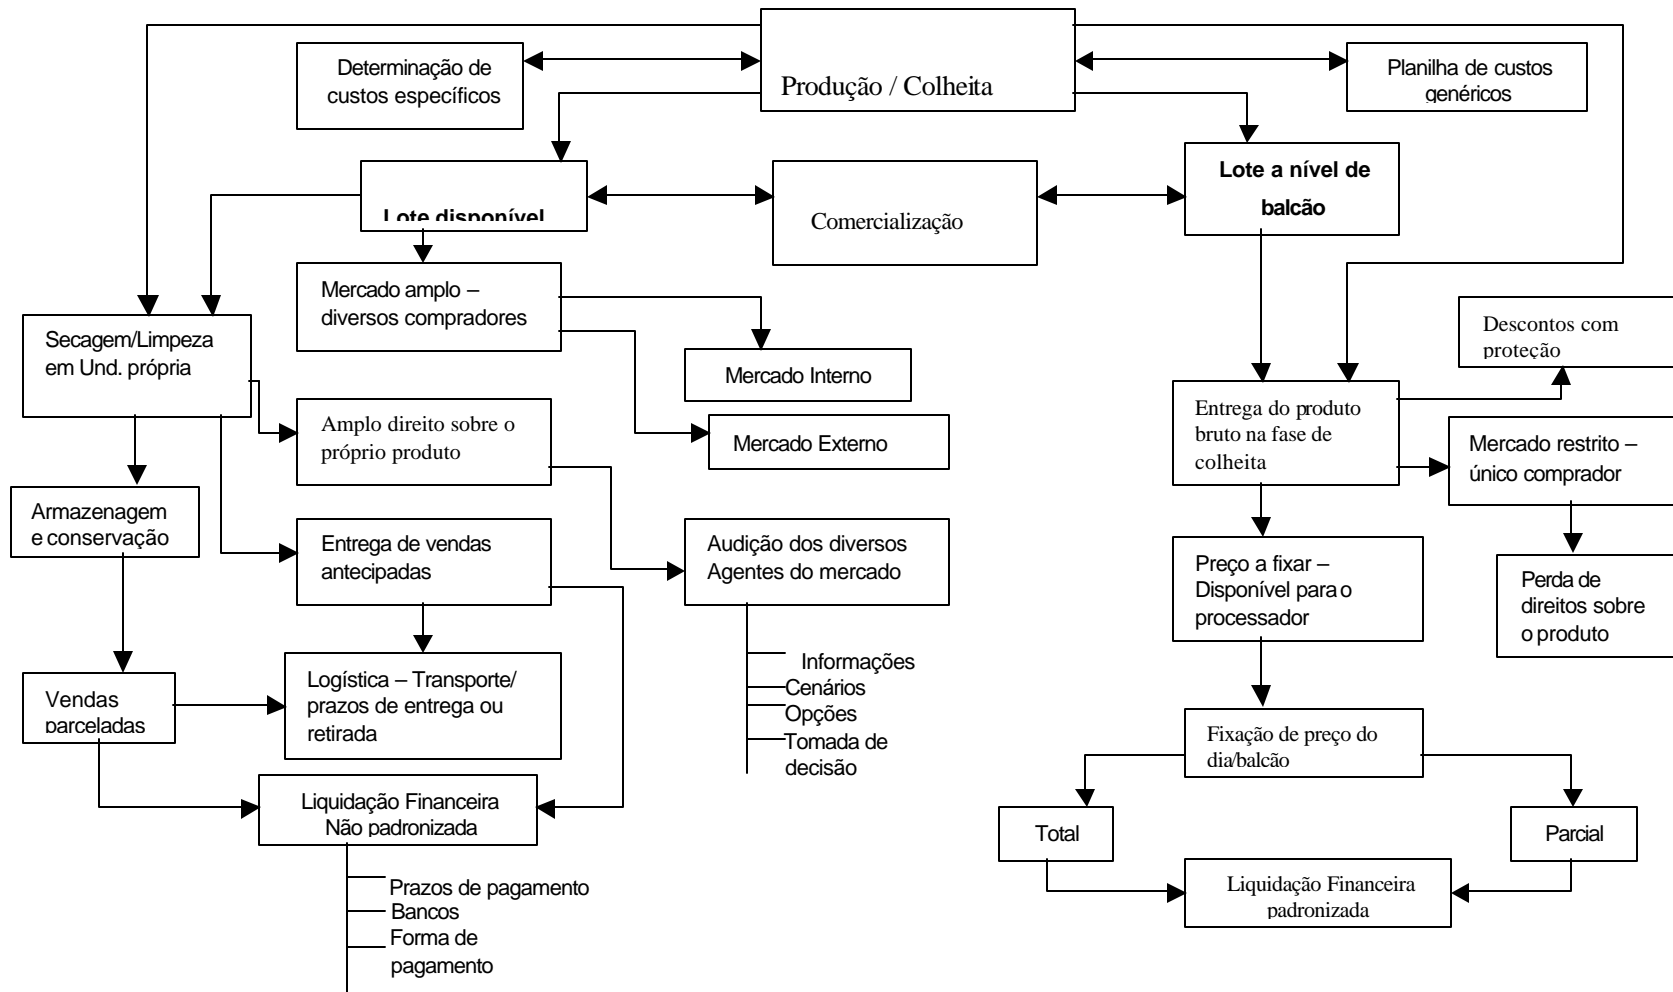 Produção / Colheita
Determinação de
custos específicos
Planilha de custos
genéricos
Lote disponível
Comercialização
Lote a nível de
balcão
Mercado amplo –
diversos compradores
Secagem/Limpeza
em Und. própria
Mercado Interno
Mercado Externo
Descontos com
proteção
Amplo direito sobre o
próprio produto
Entrega do produto
bruto na fase de
colheita
Mercado restrito –
único comprador
Armazenagem
e conservação
Entrega de vendas
antecipadas
Audição dos diversos
Agentes do mercado
Preço a fixar –
Disponível para o
processador
Perda de
direitos sobre
o produto
Vendas
parceladas
Logística – Transporte/
prazos de entrega ou
retirada
Informações
Cenários
Opções
Tomada de
decisão
Fixação de preço do
dia/balcão
Liquidação Financeira
Não padronizada
Total
Parcial
Prazos de pagamento
Bancos
Forma de
pagamento
Liquidação Financeira
padronizada